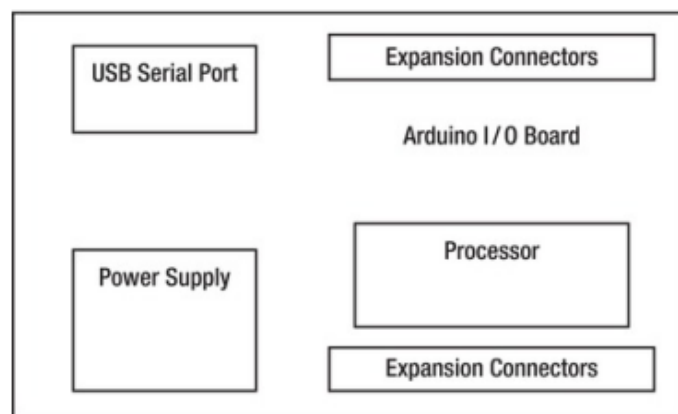 USB Serial Port
Expansion Connectors
Arduino I/O Board
Power Supply
Processor
Expansion Connectors